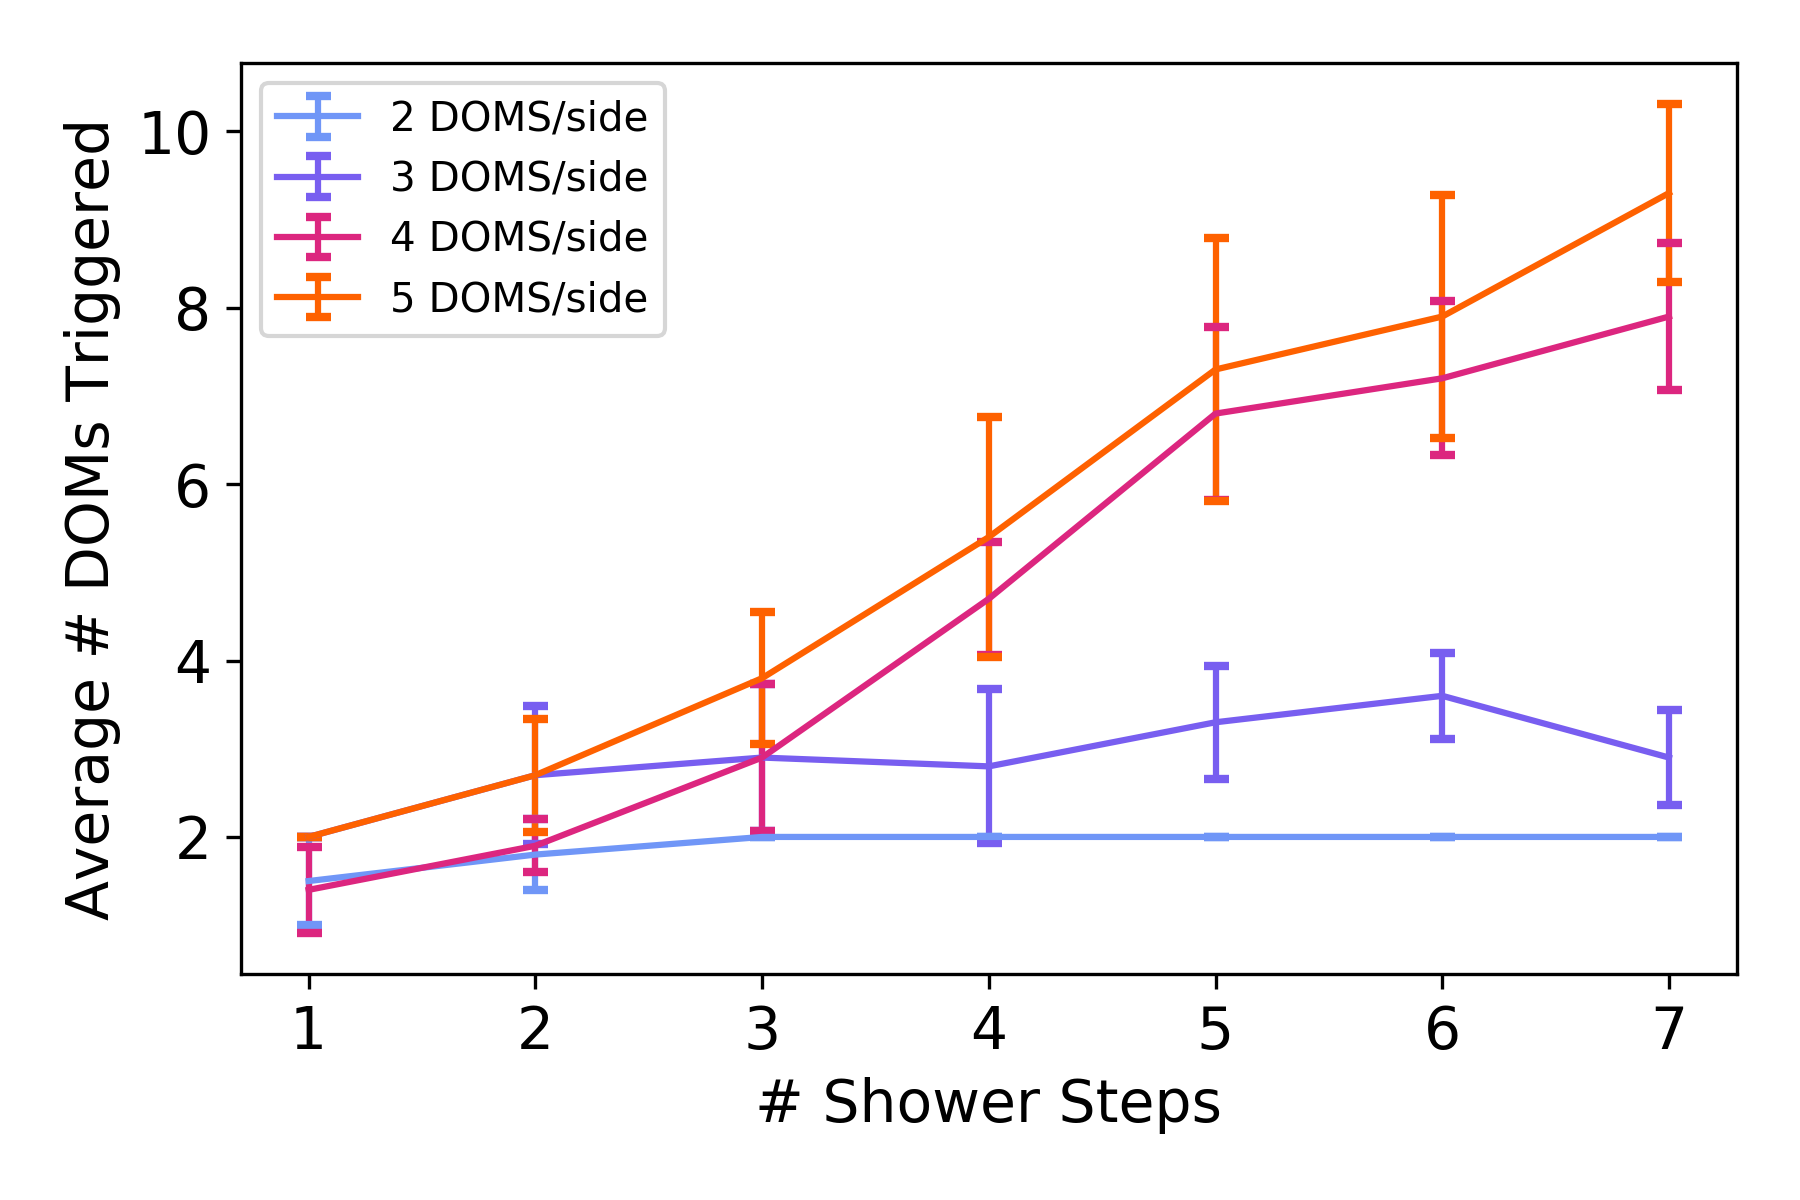 Average # DOMs Triggered
10
8
6
4
2
2 DOMS/side
3 DOMS/side
4 DOMS/side
5 DOMS/side
1 2 3 4 5 6 7
# Shower Steps